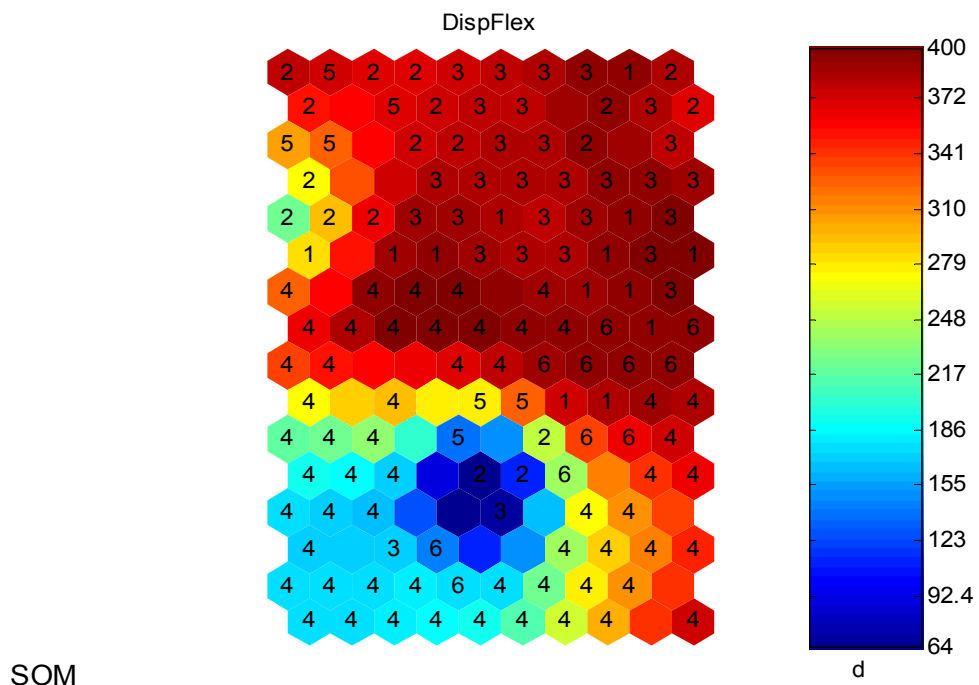 DispFlex
2 5 2 2 3 3 3 3 1 2
2 5 2 3 3 2 3 2
5 5 2 2 3 3 2 3
2 3 3 3 3 3 3 3
2 2 2 3 3 1 3 3 1 3
1 1 1 3 3 3 1 3 1
4 4 4 4 4 1 1 3
4 4 4 4 4 4 4 6 1 6
4 4 4 4 6 6 6 6
4 4 5 5 1 1 4 4
4 4 4 5 2 6 6 4
4 4 4 2 2 6 4 4
4 4 4 3 4 4
4 3 6 4 4 4 4
4 4 4 4 6 4 4 4 4
4 4 4 4 4 4 4 4 4
400
372
341
310
279
248
217
186
155
123
92.4
64
d
SOM